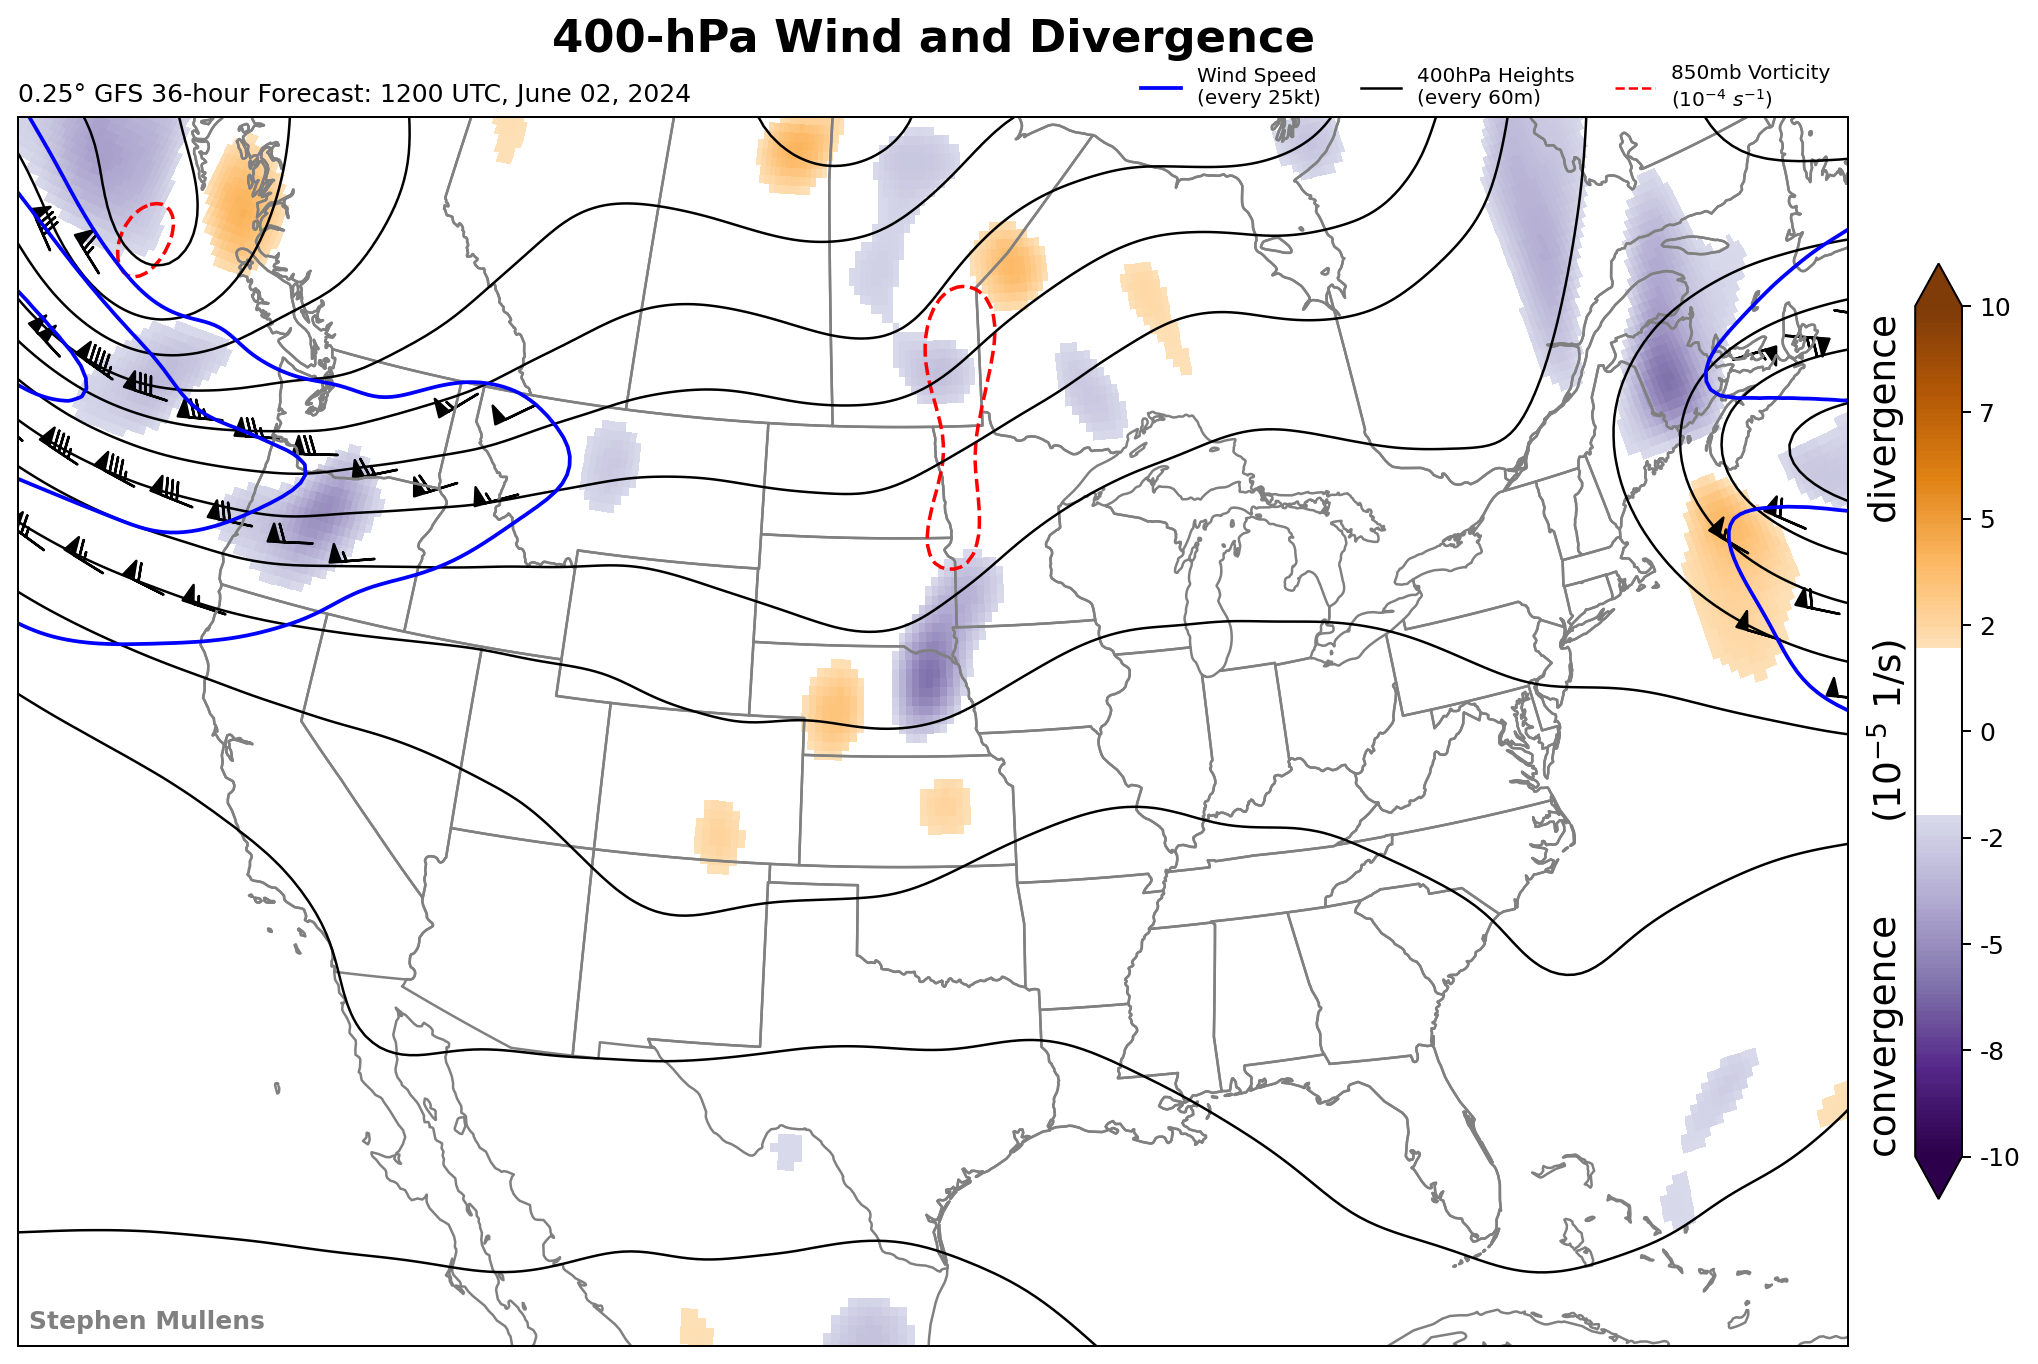 400-hPa Wind and Divergence
0.25° GFS 36-hour Forecast: 1200 UTC, June 02, 2024
Wind Speed
(every 25kt)
400hPa Heights
(every 60m)
850mb Vorticity
(10⁻⁴ s⁻¹)
10
7
5
2
0
-2
-5
-8
-10
convergence (10⁻⁵ 1/s) divergence
Stephen Mullens